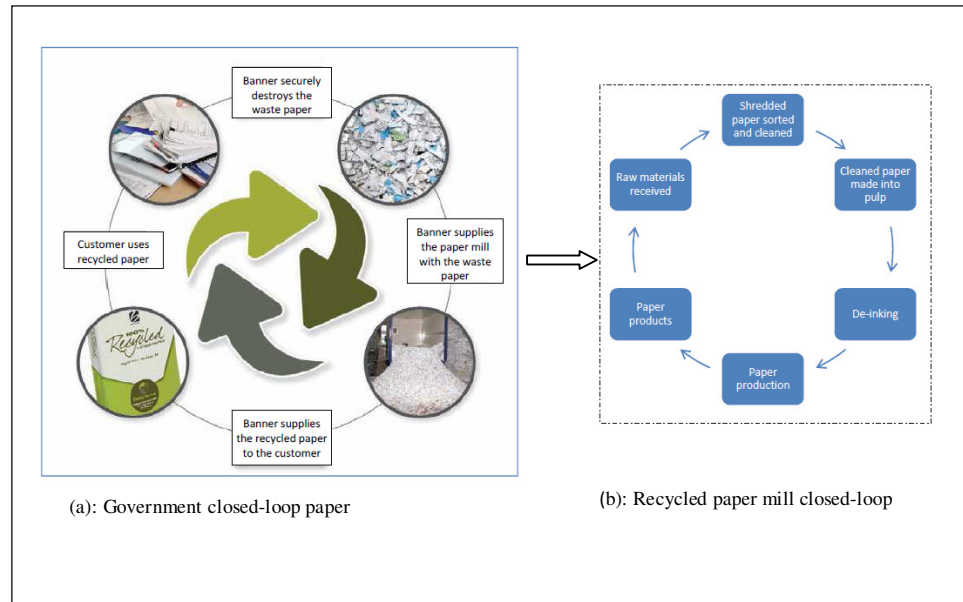 Banner securely
destroys the
waste paper
Customer uses
recycled paper
Banner supplies
the paper mill
with the waste
paper
100%
Recycled
Banner supplies
the recycled paper
to the customer
(a): Government closed-loop paper
Shredded
paper sorted
and cleaned
Raw materials
received
Cleaned paper
made into
pulp
Paper
products
De-inking
Paper
production
(b): Recycled paper mill closed-loop